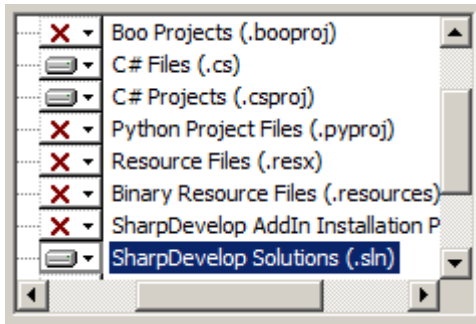 Boo Projects (.booproj)
C# Files (.cs)
C# Projects (.csproj)
Python Project Files (.pyproj)
Resource Files (.resx)
Binary Resource Files (.resources)
SharpDevelop AddIn Installation P
SharpDevelop Solutions (.sln)